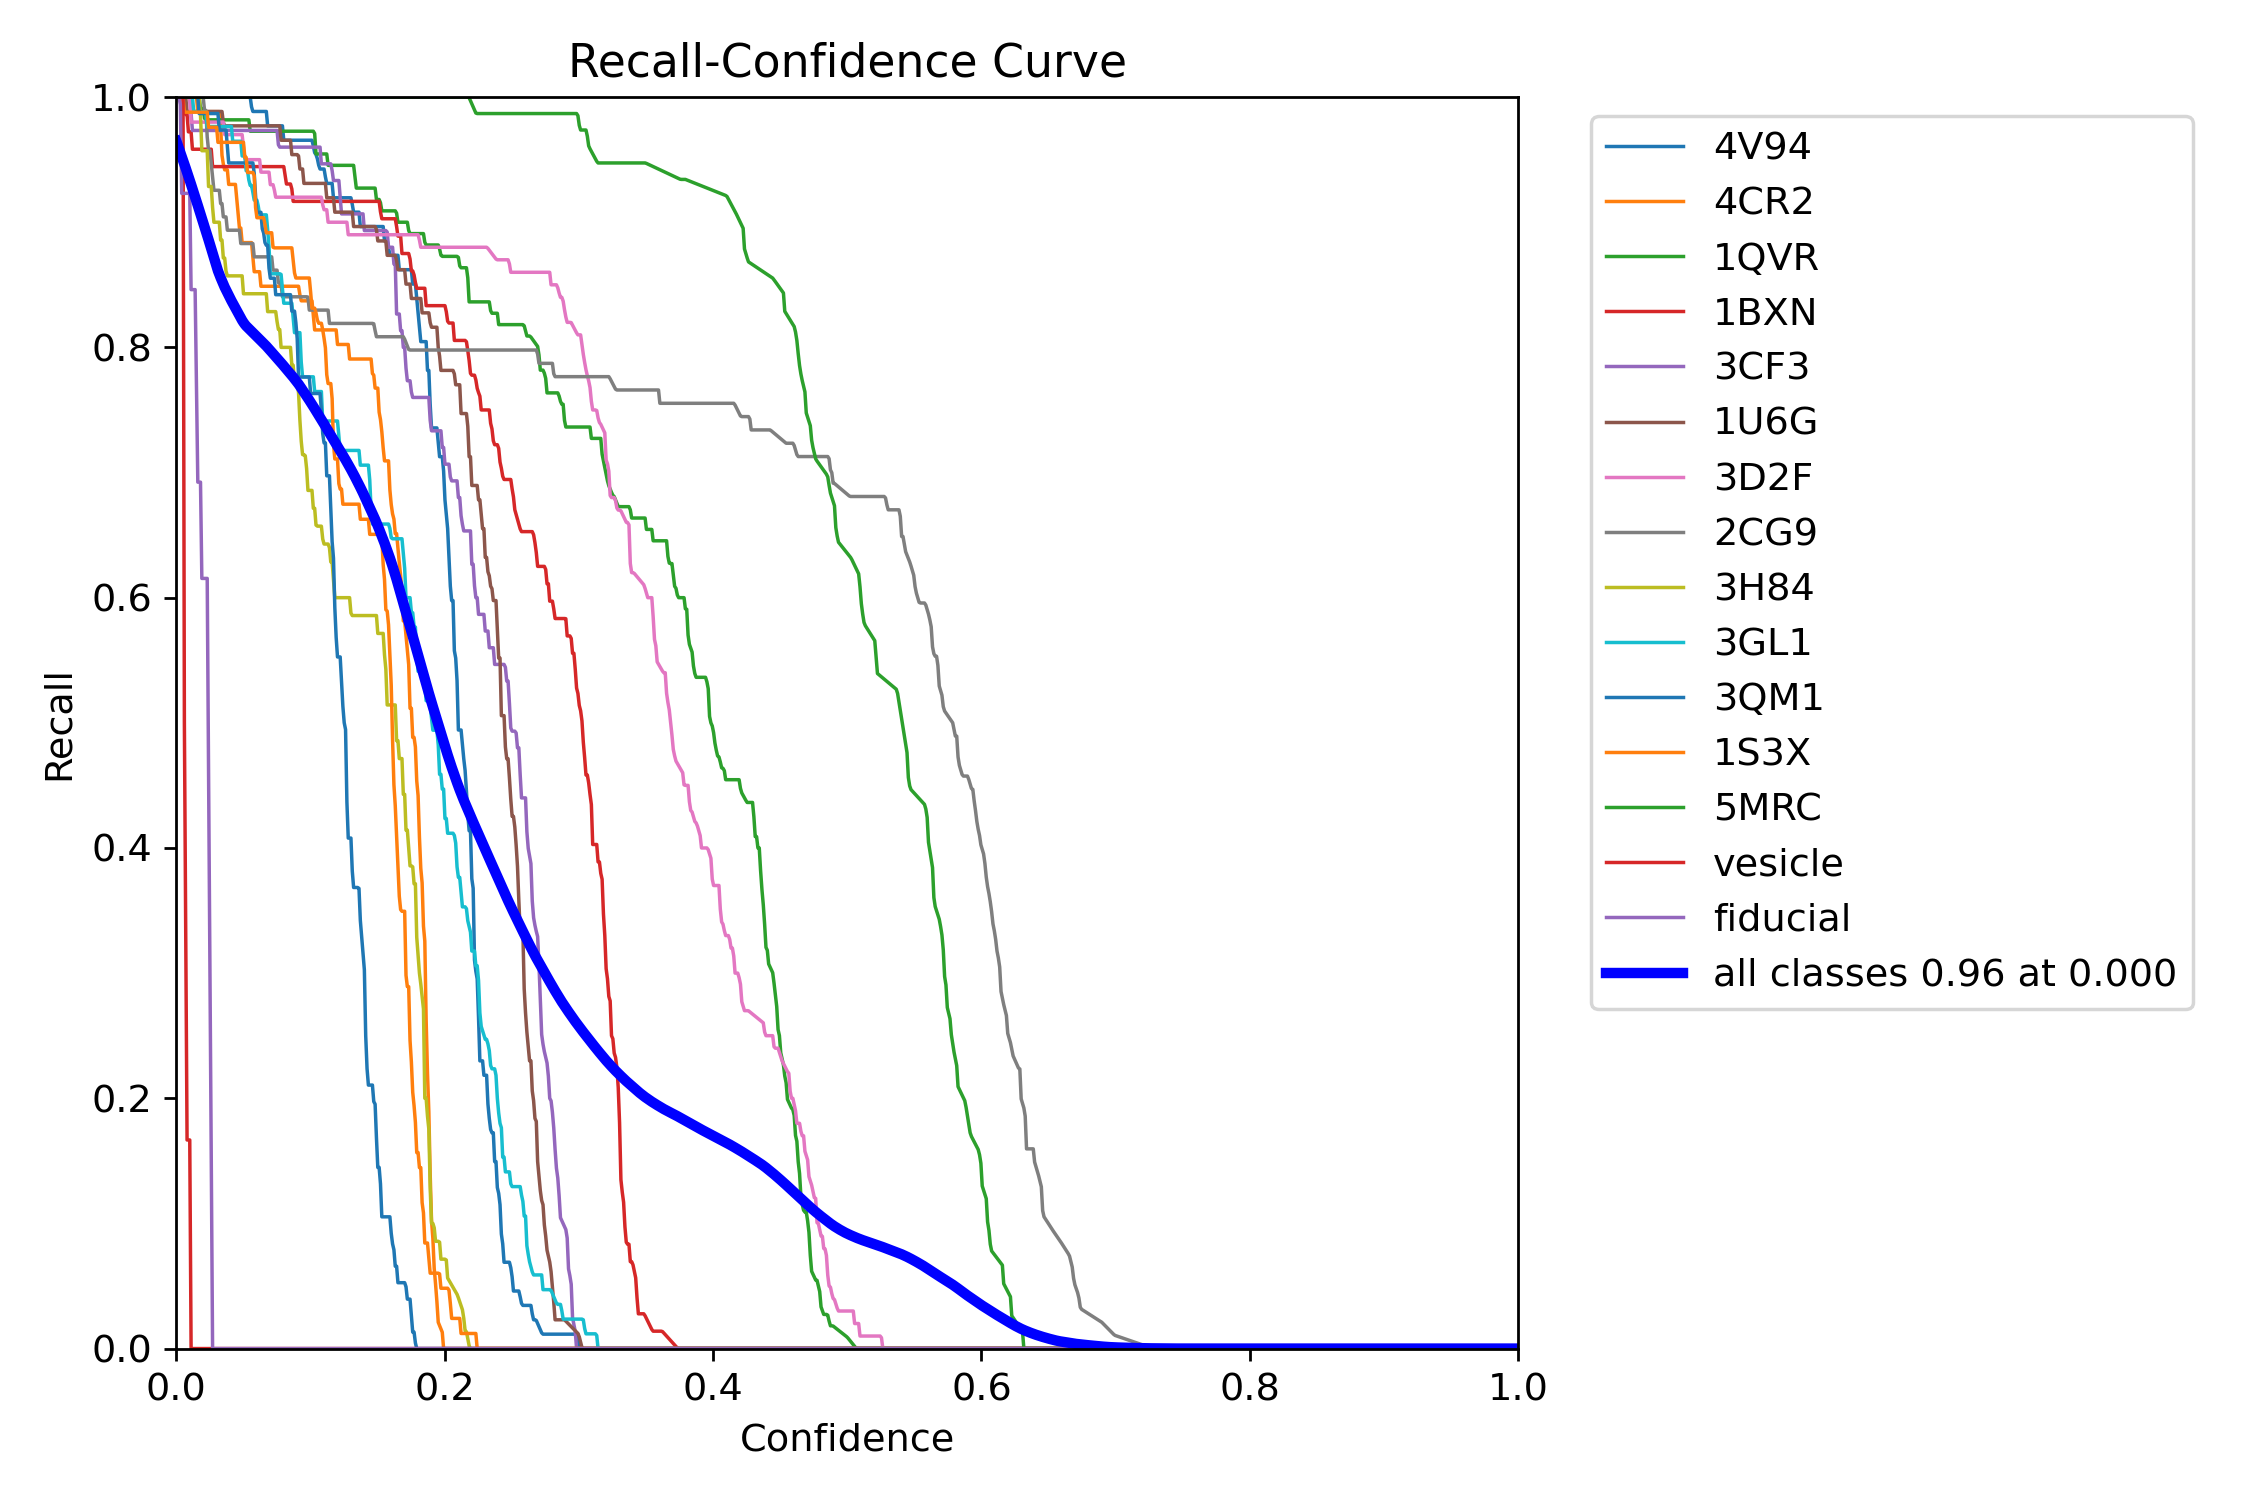 Recall-Confidence Curve
1.0
0.8
0.6
0.4
0.2
0.0
Recall
0.0 0.2 0.4 0.6 0.8 1.0
Confidence
4V94
4CR2
1QVR
1BXN
3CF3
1U6G
3D2F
2CG9
3H84
3GL1
3QM1
1S3X
5MRC
vesicle
fiducial
all classes 0.96 at 0.000